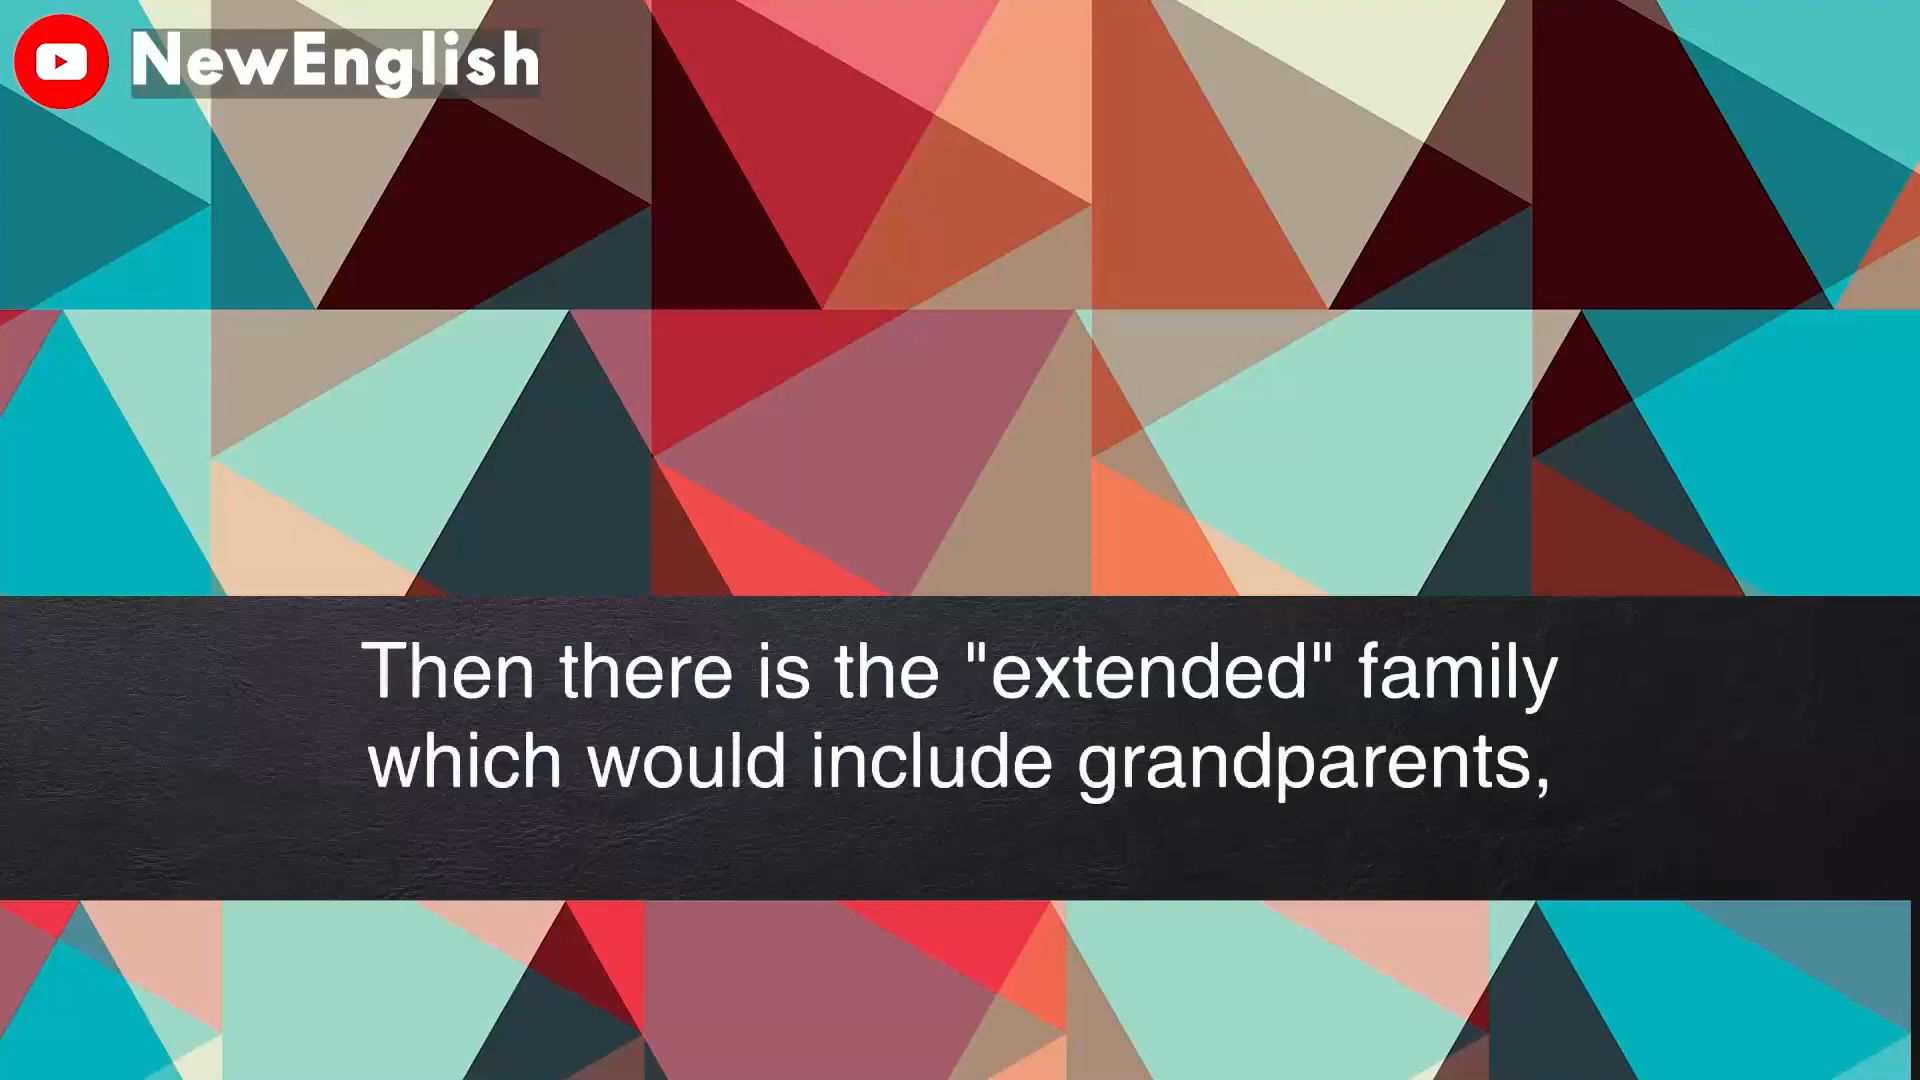 NewEnglish
Then there is the "extended" family
which would include grandparents,